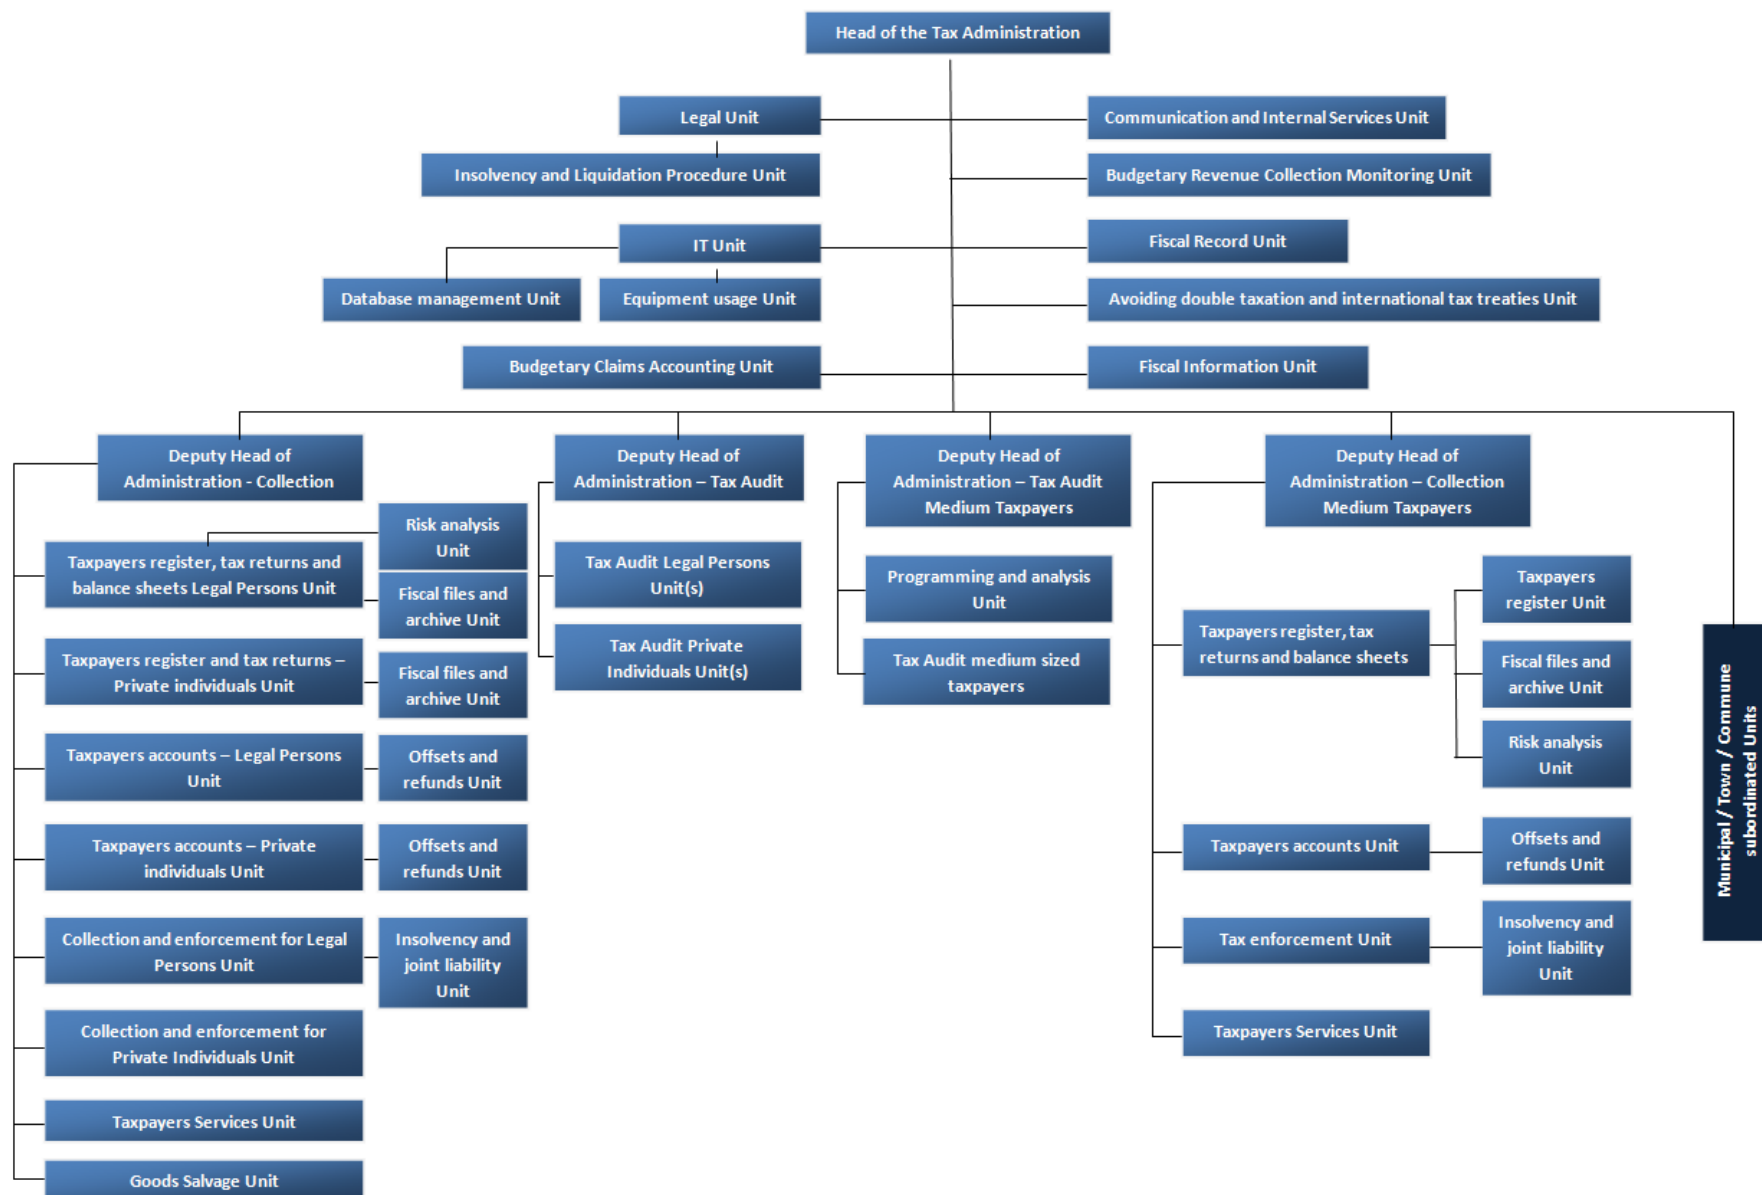 Head of the Tax Administration
Legal Unit
Communication and Internal Services Unit
Insolvency and Liquidation Procedure Unit
Budgetary Revenue Collection Monitoring Unit
IT Unit
Fiscal Record Unit
Database management Unit
Equipment usage Unit
Avoiding double taxation and international tax treaties Unit
Budgetary Claims Accounting Unit
Fiscal Information Unit
Deputy Head of
Administration - Collection
Risk analysis
Unit
Taxpayers register, tax returns and
balance sheets Legal Persons Unit
Fiscal files and
archive Unit
Taxpayers register and tax returns –
Private individuals Unit
Fiscal files and
archive Unit
Taxpayers accounts – Legal Persons
Unit
Offsets and
refunds Unit
Taxpayers accounts – Private
individuals Unit
Offsets and
refunds Unit
Collection and enforcement for Legal
Persons Unit
Insolvency and
joint liability
Unit
Collection and enforcement for
Private Individuals Unit
Taxpayers Services Unit
Goods Salvage Unit
Deputy Head of
Administration – Tax Audit
Tax Audit Legal Persons
Unit(s)
Tax Audit Private
Individuals Unit(s)
Deputy Head of
Administration – Tax Audit
Medium Taxpayers
Programming and analysis
Unit
Tax Audit medium sized
taxpayers
Deputy Head of
Administration – Collection
Medium Taxpayers
Taxpayers register, tax
returns and balance sheets
Taxpayers
register Unit
Fiscal files and
archive Unit
Risk analysis
Unit
Taxpayers accounts Unit
Offsets and
refunds Unit
Tax enforcement Unit
Insolvency and
joint liability
Unit
Taxpayers Services Unit
Municipal / Town / Commune
subordinated Units